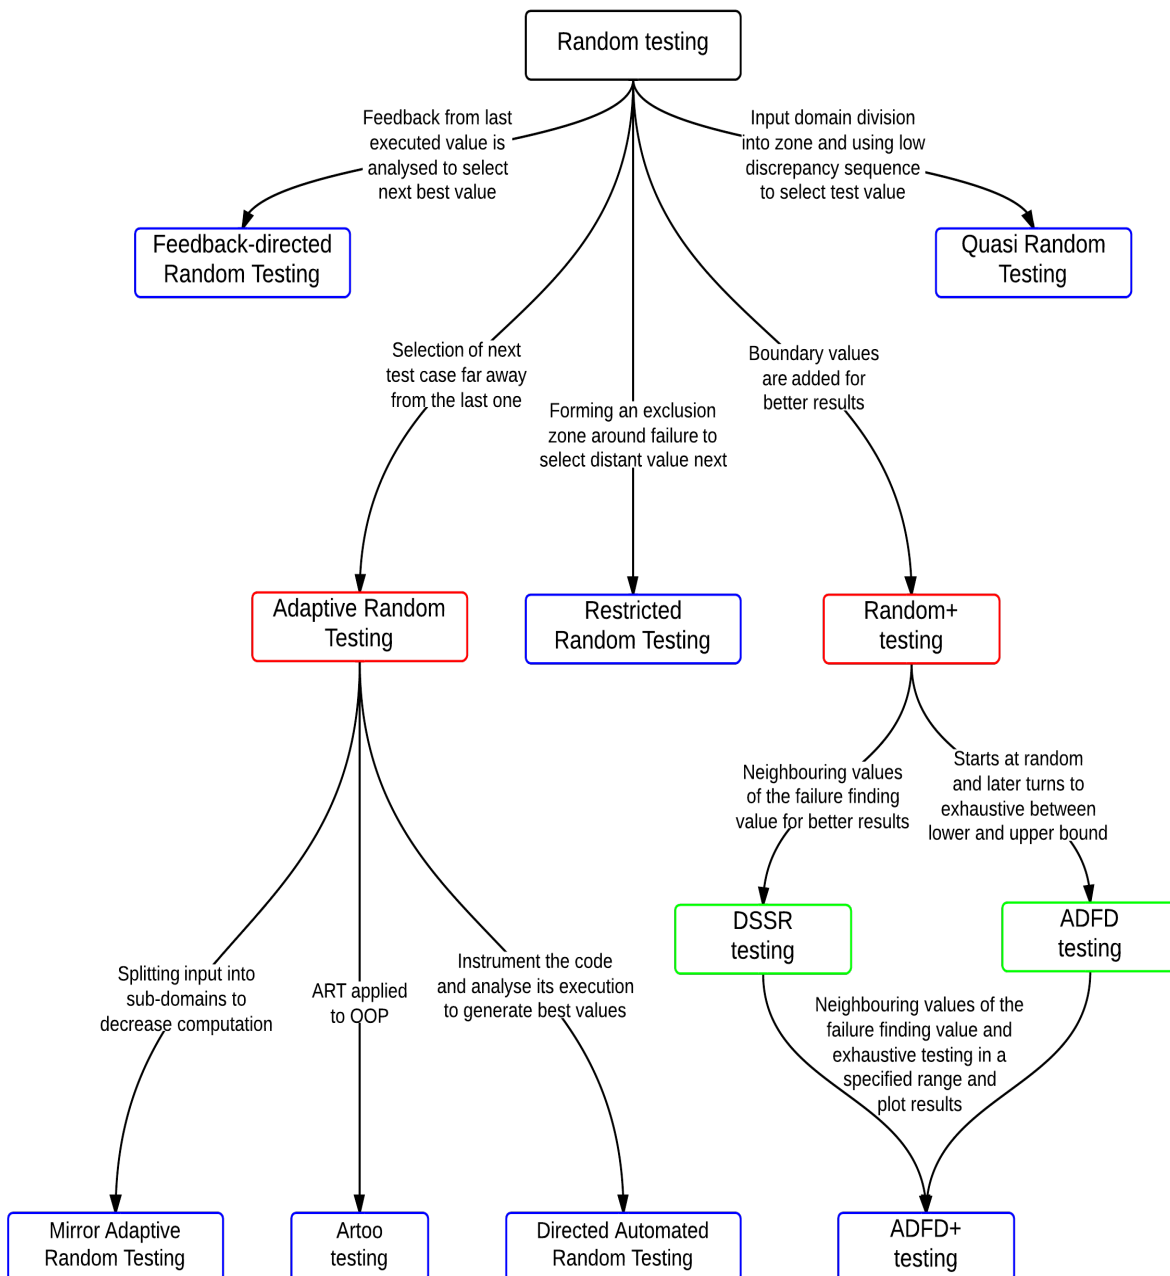 Random testing
Feedback from last
executed value is
analysed to select
next best value
Input domain division
into zone and using low
discrepancy sequence
to select test value
Feedback-directed
Random Testing
Quasi Random
Testing
Selection of next
test case far away
from the last one
Forming an exclusion
zone around failure to
select distant value next
Boundary values
are added for
better results
Adaptive Random
Testing
Restricted
Random Testing
Random+
testing
Neighbouring values
of the failure finding
value for better results
Starts at random
and later turns to
exhaustive between
lower and upper bound
DSSR
testing
ADFD
testing
Splitting input into
sub-domains to
decrease computation
ART applied
to OOP
Instrument the code
and analyse its execution
to generate best values
Neighbouring values of the
failure finding value and
exhaustive testing in a
specified range and
plot results
Mirror Adaptive
Random Testing
Artoo
testing
Directed Automated
Random Testing
ADFD+
testing